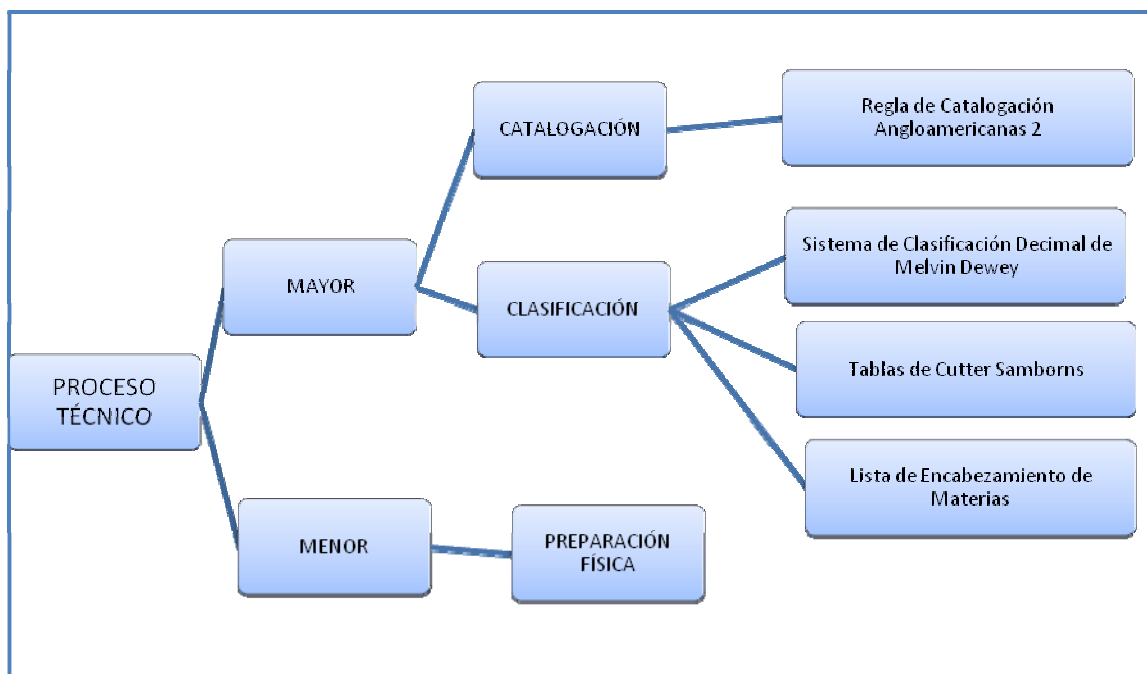 PROCESO
TÉCNICO
MAYOR
CATALOGACIÓN
Regla de Catalogación
Angloamericanas 2
CLASIFICACIÓN
Sistema de Clasificación Decimal de
Melvin Dewey
Tablas de Cutter Samborns
Lista de Encabezamiento de
Materias
MENOR
PREPARACIÓN
FÍSICA